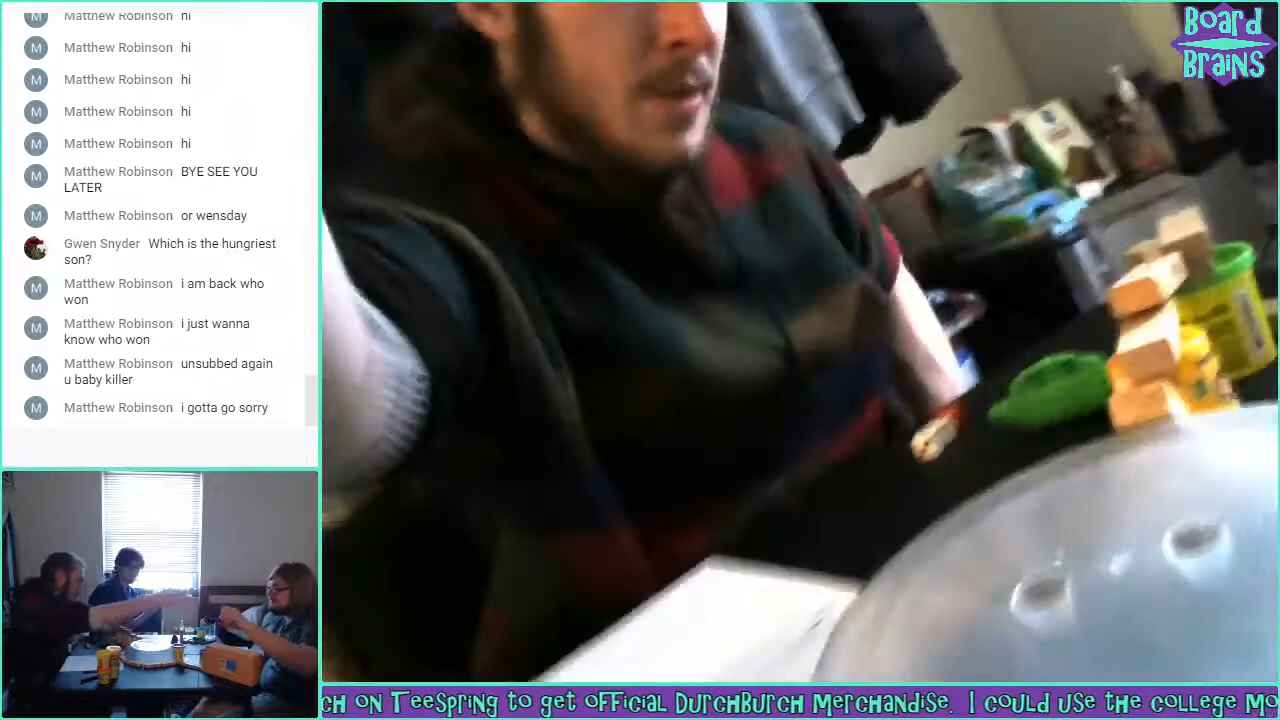 Matthew Robinson hi
Matthew Robinson hi
Matthew Robinson hi
Matthew Robinson hi
Matthew Robinson hi
Matthew Robinson BYE SEE YOU
LATER
Matthew Robinson or wensday
Gwen Snyder Which is the hungriest
son?
Matthew Robinson i am back who
won
Matthew Robinson i just wanna
know who won
Matthew Robinson unsubbed again
u baby killer
Matthew Robinson i gotta go sorry
BOARD
BRAINS
CH ON TEESPRING TO GET OFFICIAL DURCHBURCH MERCHANDISE. I COULD USE THE COLLEGE MO